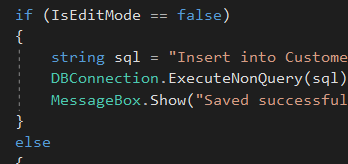 if (IsEditMode == false)
{
string sql = "Insert into Custome
DBConnection.ExecuteNonQuery(sql)
MessageBox.Show("Saved successful
}
else
{